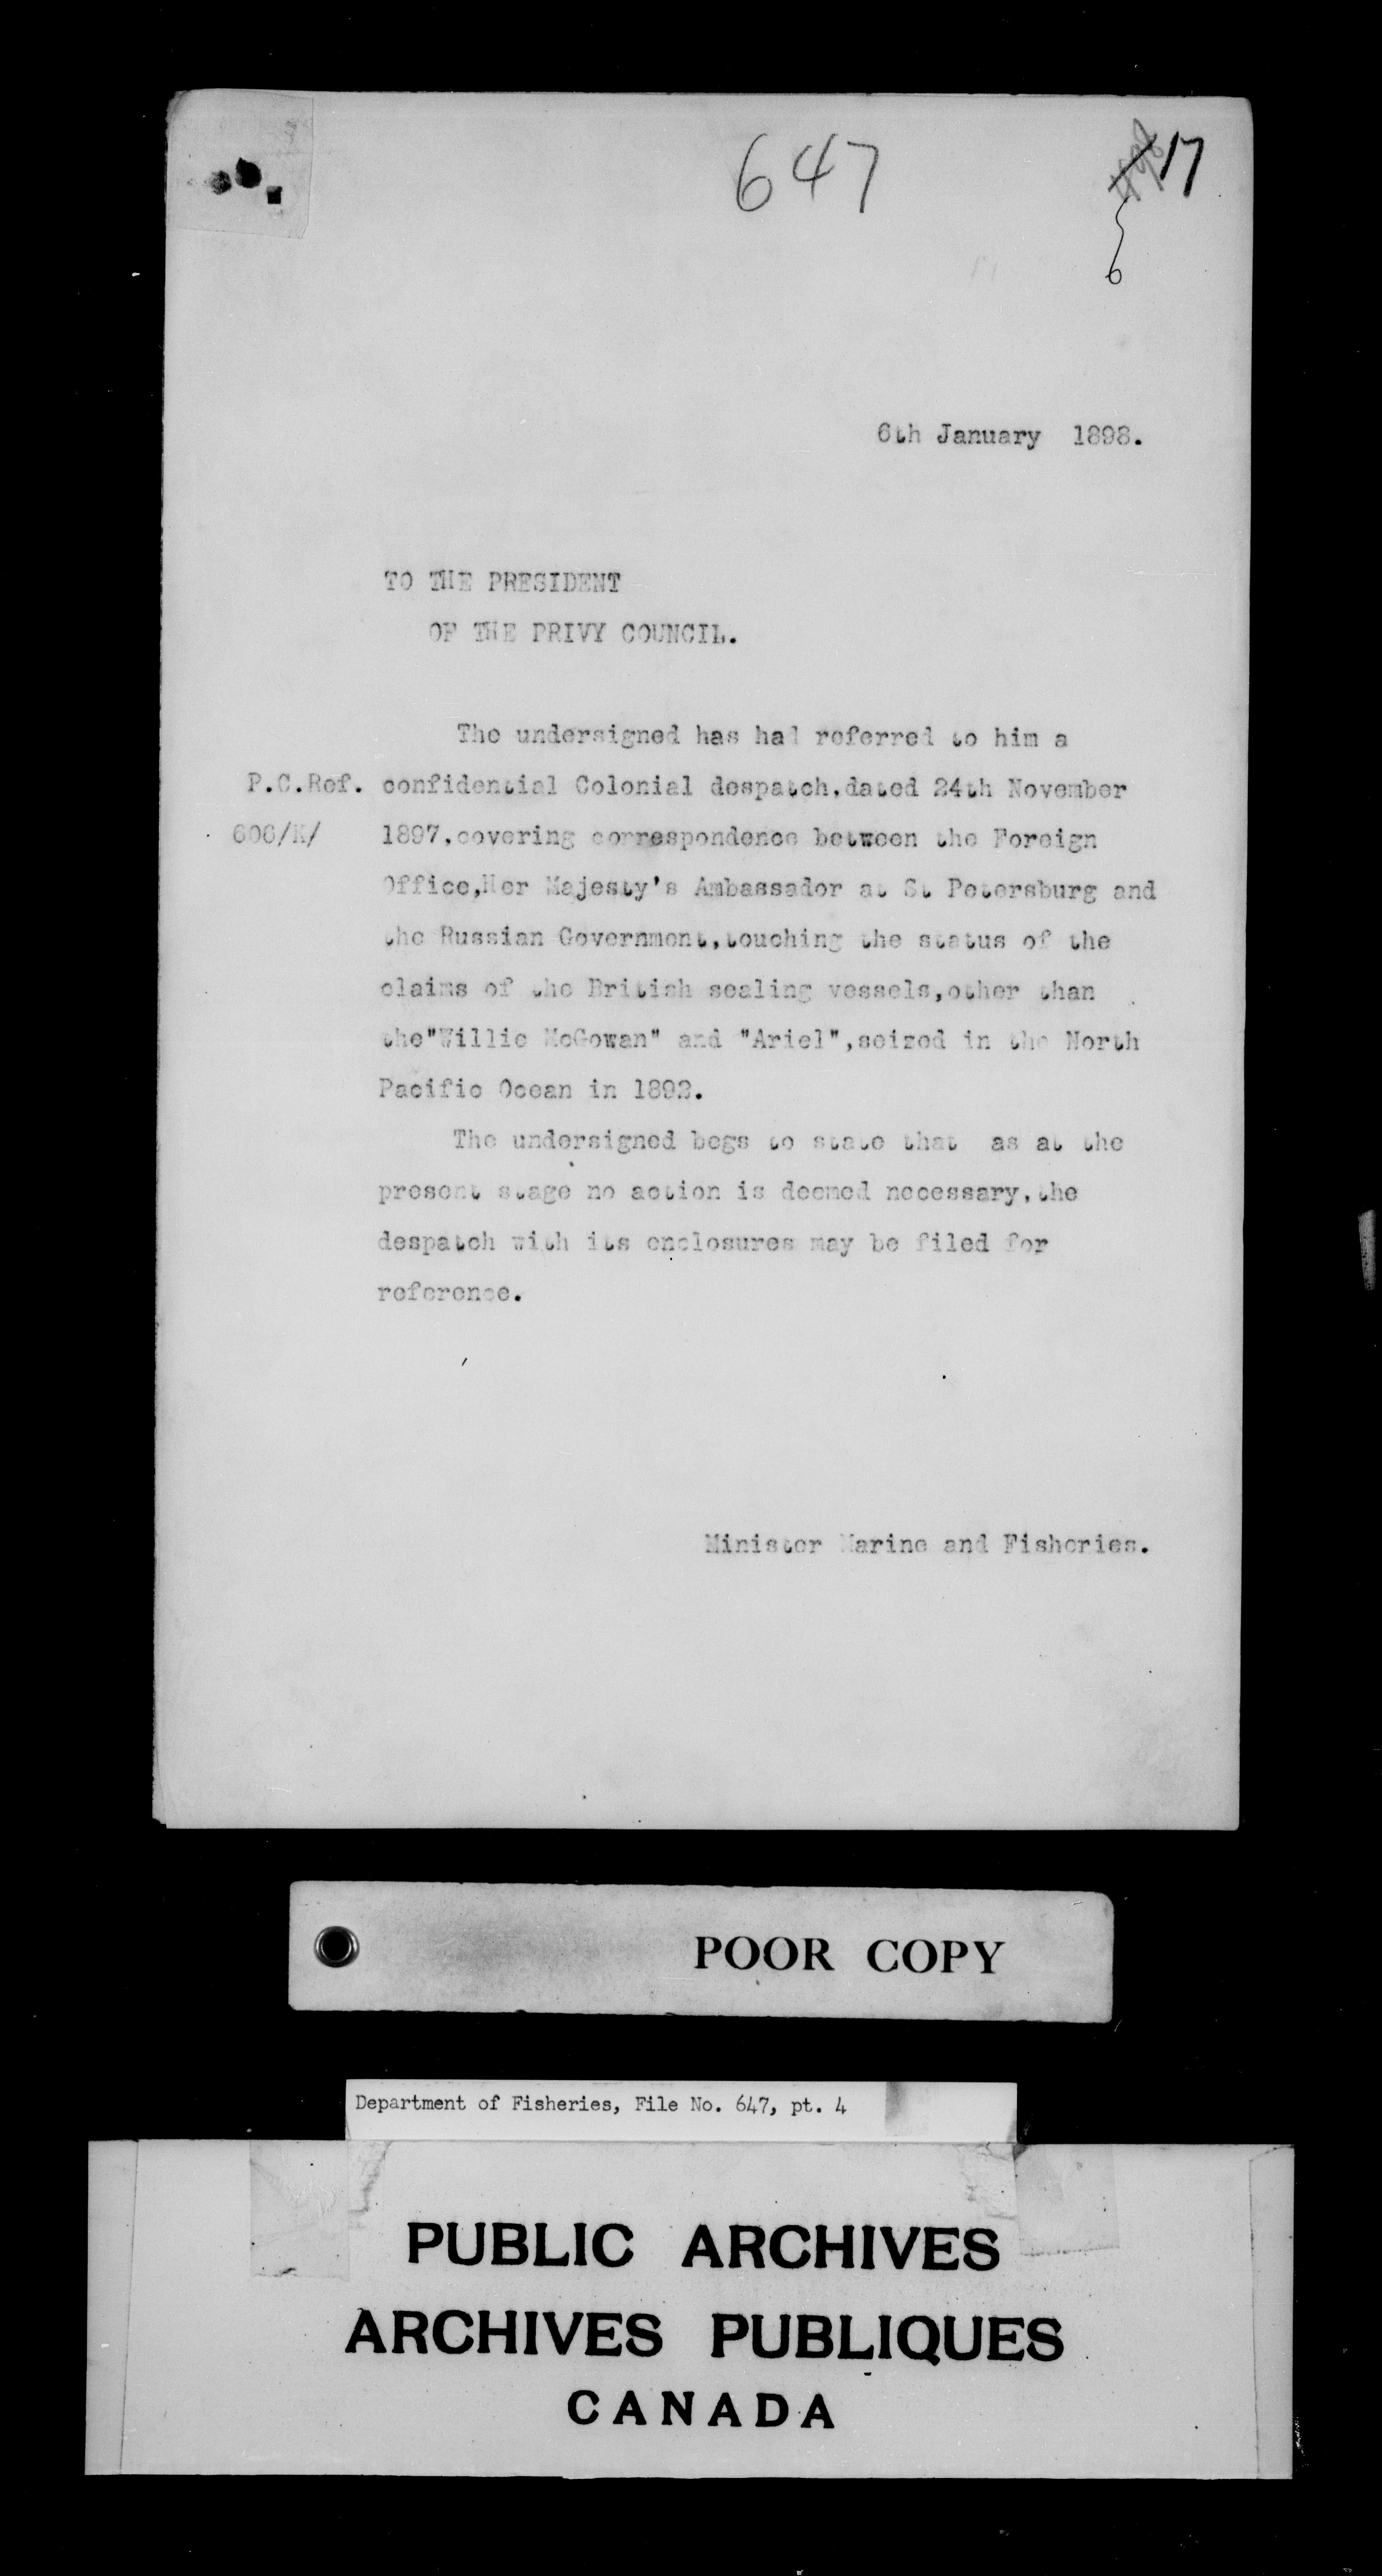 647
17
6th January 1898.
TO THE PRESIDENT
OF THE PRIVY COUNCIL.
The undersigned has had referred to him a
P.C.Ref. confidential Colonial despatch,dated 24th November
1897,covering correspondence between the Foreign
Office,Her Majesty's Ambassador at St Petersburg and
the Russian Government,touching the status of the
claims of the British sealing vessels,other than
the"Willie McGowan" and "Ariel",seized in the North
Pacific Ocean in 1892.
The undersigned begs to state that as at the
present stage no action is deemed necessary,the
despatch with its enclosures may be filed for
reference.
Minister Marine and Fisheries.
POOR COPY
Department of Fisheries, File No. 647, pt. 4
PUBLIC ARCHIVES
ARCHIVES PUBLIQUES
CANADA